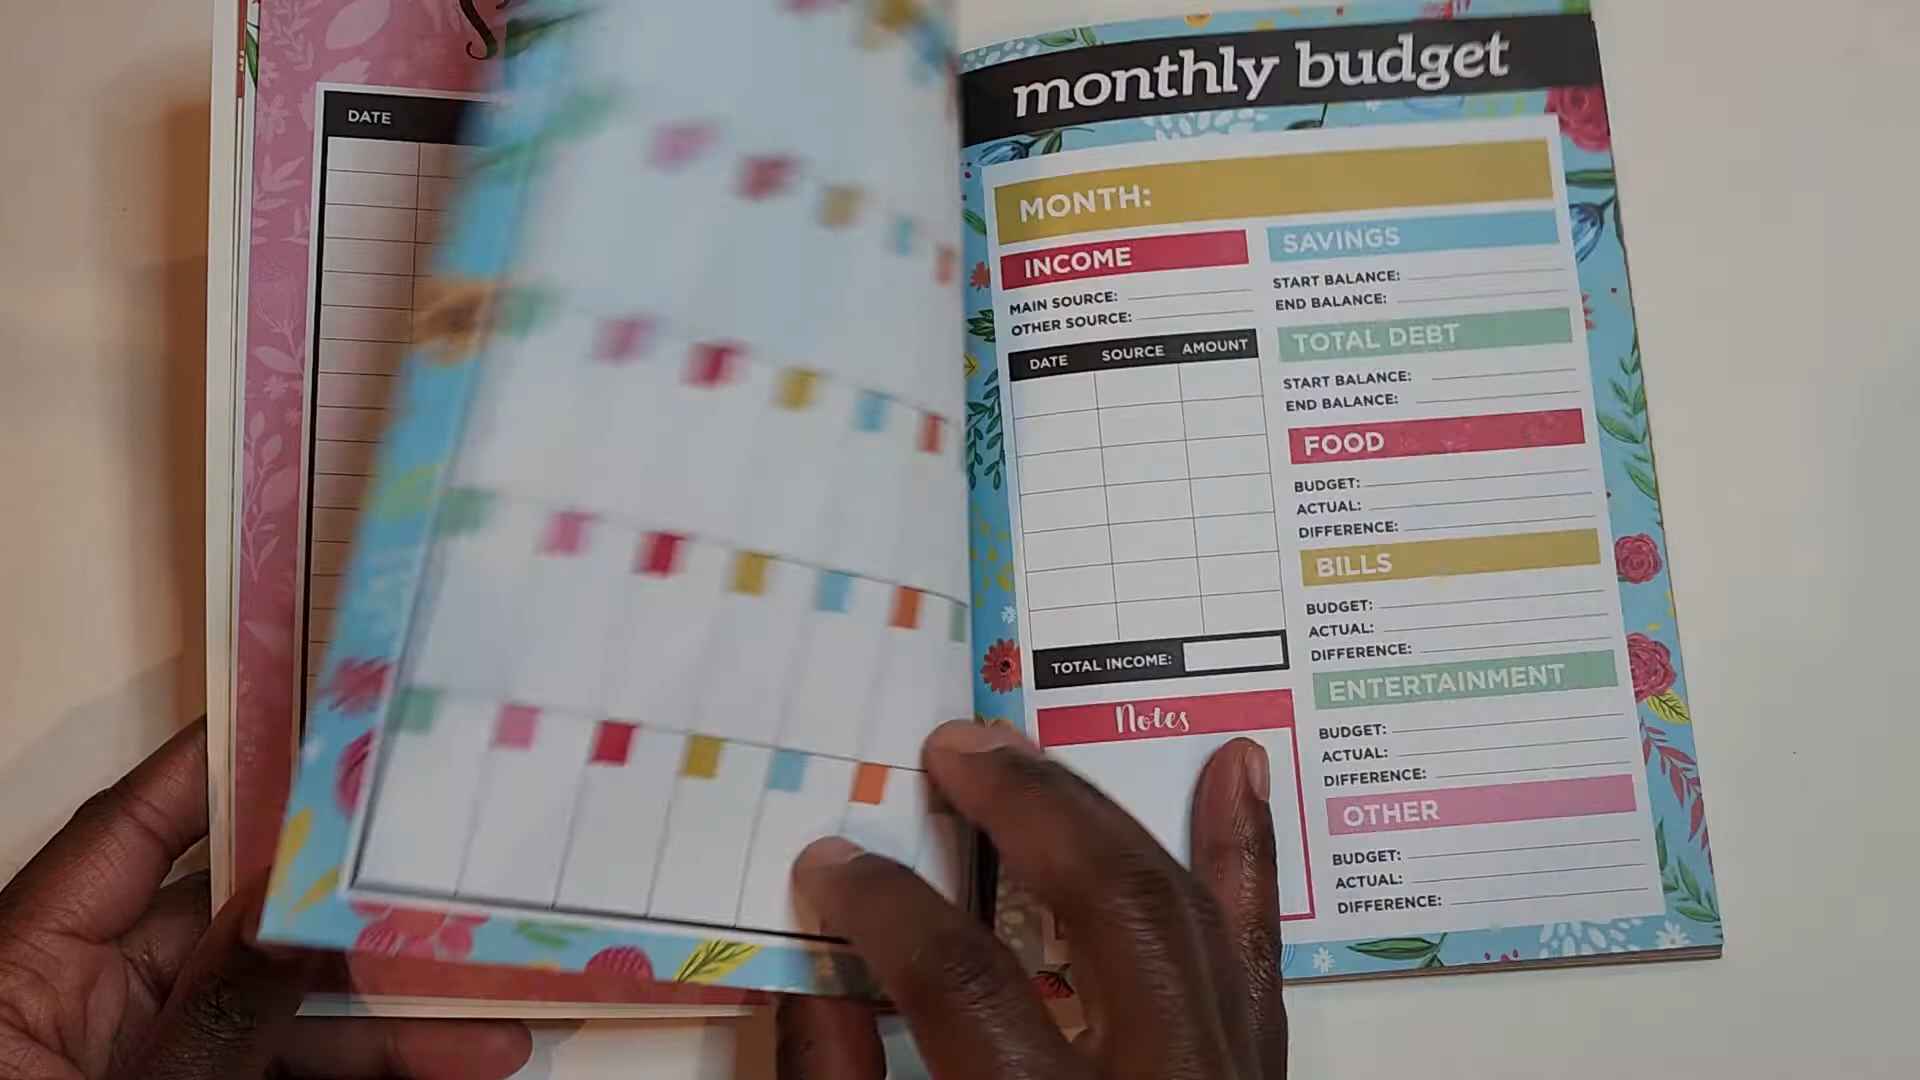 DATE
monthly budget
MONTH:
INCOME
MAIN SOURCE:
OTHER SOURCE:
DATE SOURCE AMOUNT
TOTAL INCOME:
Notes
SAVINGS
START BALANCE:
END BALANCE:
TOTAL DEBT
START BALANCE:
END BALANCE:
FOOD
BUDGET:
ACTUAL:
DIFFERENCE:
BILLS
BUDGET:
ACTUAL:
DIFFERENCE:
ENTERTAINMENT
BUDGET:
ACTUAL:
DIFFERENCE:
OTHER
BUDGET:
ACTUAL:
DIFFERENCE: